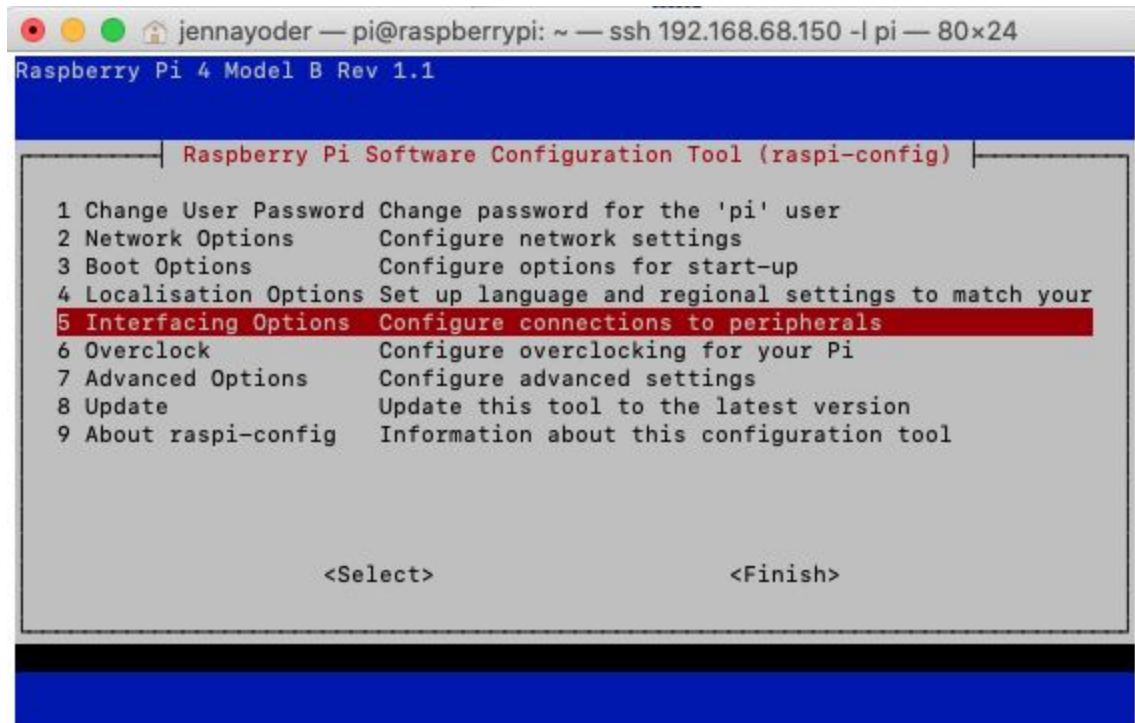 jennayoder — pi@raspberrypi: ~ — ssh 192.168.68.150 -l pi — 80×24
Raspberry Pi 4 Model B Rev 1.1
Raspberry Pi Software Configuration Tool (raspi-config)
1 Change User Password Change password for the 'pi' user
2 Network Options Configure network settings
3 Boot Options Configure options for start-up
4 Localisation Options Set up language and regional settings to match your
5 Interfacing Options Configure connections to peripherals
6 Overclock Configure overclocking for your Pi
7 Advanced Options Configure advanced settings
8 Update Update this tool to the latest version
9 About raspi-config Information about this configuration tool
<Select> <Finish>